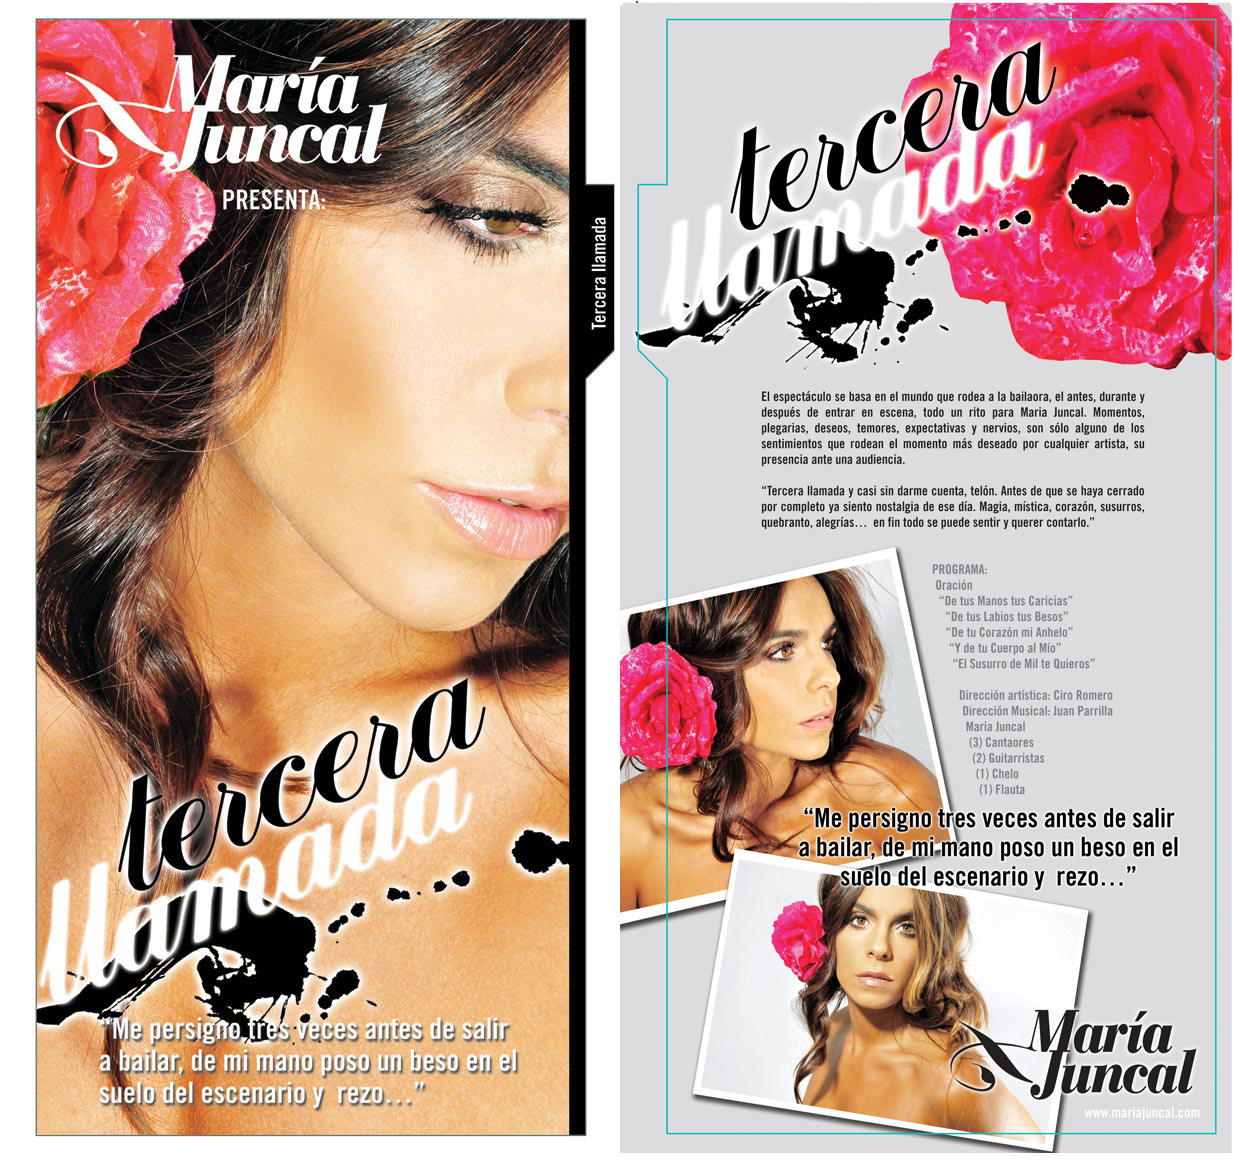 María
Juncal
PRESENTA:
Tercera llamada
tercera
llamada
“Me persigno tres veces antes de salir
a bailar, de mi mano poso un beso en el
suelo del escenario y rezo...”
tercera
llamada
El espectáculo se basa en el mundo que rodea a la bailaora, el antes, durante y
después de entrar en escena, todo un rito para Maria Juncal. Momentos,
plegarias, deseos, temores, expectativas y nervios, son sólo alguno de los
sentimientos que rodean el momento más deseado por cualquier artista, su
presencia ante una audiencia.
“Tercera llamada y casi sin darme cuenta, telón. Antes de que se haya cerrado
por completo ya siento nostalgia de ese día. Magia, mística, corazón, susurros,
quebranto, alegrías... en fin todo se puede sentir y querer contarlo.”
PROGRAMA:
Oración
“De tus Manos tus Caricias”
“De tus Labios tus Besos”
“De tu Corazón mi Anhelo”
“Y de tu Cuerpo al Mío”
“El Susurro de Mil te Quieros”
Dirección artística: Ciro Romero
Dirección Musical: Juan Parrilla
Maria Juncal
(3) Cantaores
(2) Guitarristas
(1) Chelo
(1) Flauta
“Me persigno tres veces antes de salir
a bailar, de mi mano poso un beso en el
suelo del escenario y rezo...”
María
Juncal
www.mariajuncal.com